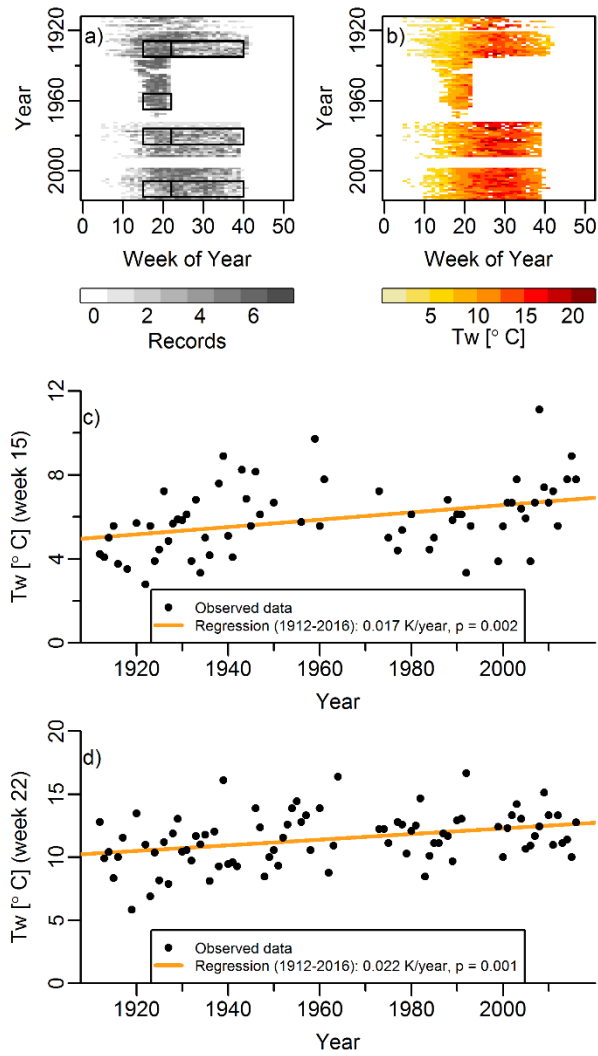 a)
1920
1960
2000
Year
0 10 20 30 40 50
Week of Year
0 2 4 6
Records
b)
1920
1960
2000
Year
0 10 20 30 40 50
Week of Year
5 10 15 20
Tw [° C]
c)
12
8
6
4
0
Tw [° C] (week 15)
Observed data
Regression (1912-2016): 0.017 K/year, p = 0.002
1920 1940 1960 1980 2000
Year
d)
20
15
10
5
0
Tw [° C] (week 22)
Observed data
Regression (1912-2016): 0.022 K/year, p = 0.001
1920 1940 1960 1980 2000
Year